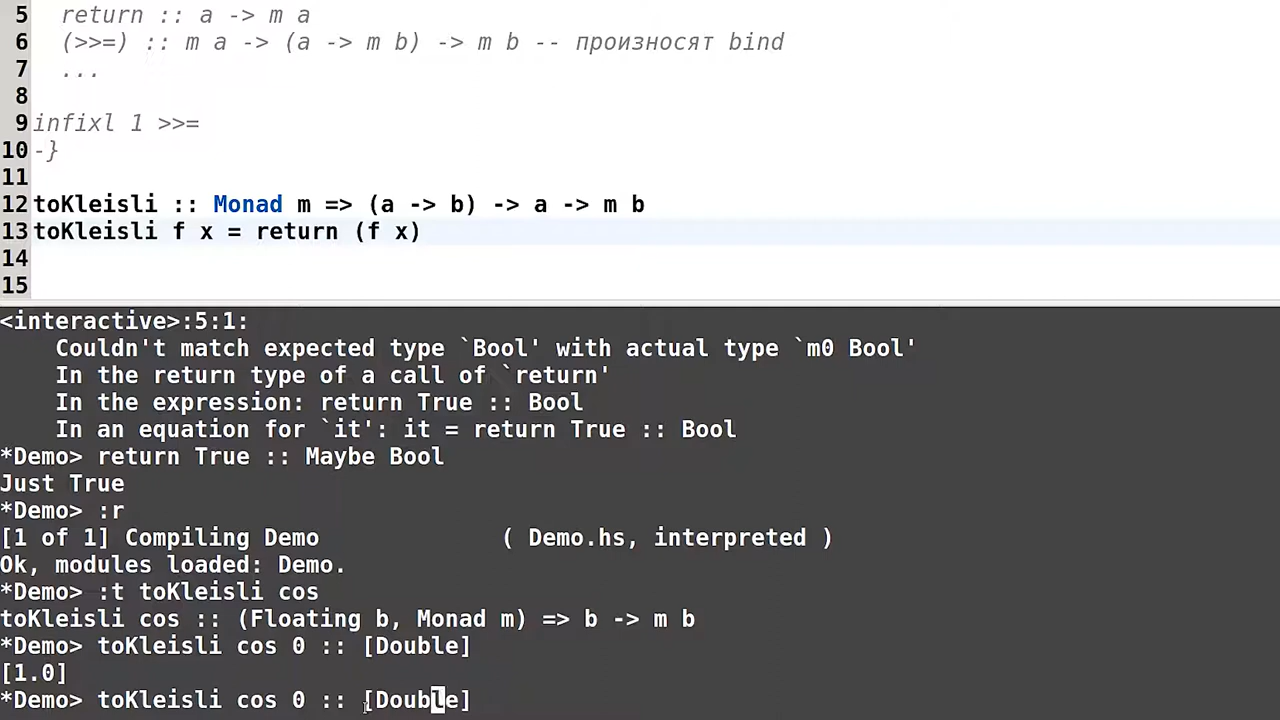 5 return :: a -> m a
6 (>>=) :: m a -> (a -> m b) -> m b -- произносят bind
7 ...
8
9 infixl 1 >>=
10 -}
11
12 toKleisli :: Monad m => (a -> b) -> a -> m b
13 toKleisli f x = return (f x)
14
15
<interactive>:5:1:
Couldn't match expected type `Bool' with actual type `m0 Bool'
In the return type of a call of `return'
In the expression: return True :: Bool
In an equation for `it': it = return True :: Bool
*Demo> return True :: Maybe Bool
Just True
*Demo> :r
[1 of 1] Compiling Demo ( Demo.hs, interpreted )
Ok, modules loaded: Demo.
*Demo> :t toKleisli cos
toKleisli cos :: (Floating b, Monad m) => b -> m b
*Demo> toKleisli cos 0 :: [Double]
[1.0]
*Demo> toKleisli cos 0 :: [Double]